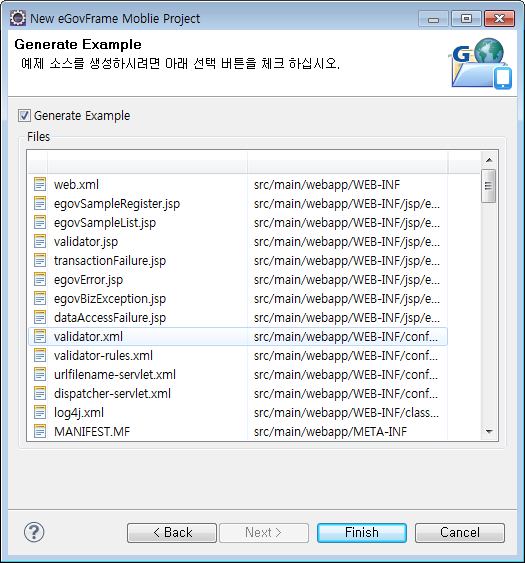 New eGovFrame Moblie Project
Generate Example
예제 소스를 생성하시려면 아래 선택 버튼을 체크 하십시오.
G
Generate Example
Files
web.xml src/main/webapp/WEB-INF
egovSampleRegister.jsp src/main/webapp/WEB-INF/jsp/e...
egovSampleList.jsp src/main/webapp/WEB-INF/jsp/e...
validator.jsp src/main/webapp/WEB-INF/jsp/e...
transactionFailure.jsp src/main/webapp/WEB-INF/jsp/e...
egovError.jsp src/main/webapp/WEB-INF/jsp/e...
egovBizException.jsp src/main/webapp/WEB-INF/jsp/e...
dataAccessFailure.jsp src/main/webapp/WEB-INF/jsp/e...
validator.xml src/main/webapp/WEB-INF/conf...
validator-rules.xml src/main/webapp/WEB-INF/conf...
urlfilename-servlet.xml src/main/webapp/WEB-INF/conf...
dispatcher-servlet.xml src/main/webapp/WEB-INF/conf...
log4j.xml src/main/webapp/WEB-INF/class...
MANIFEST.MF src/main/webapp/META-INF
? < Back Next > Finish Cancel